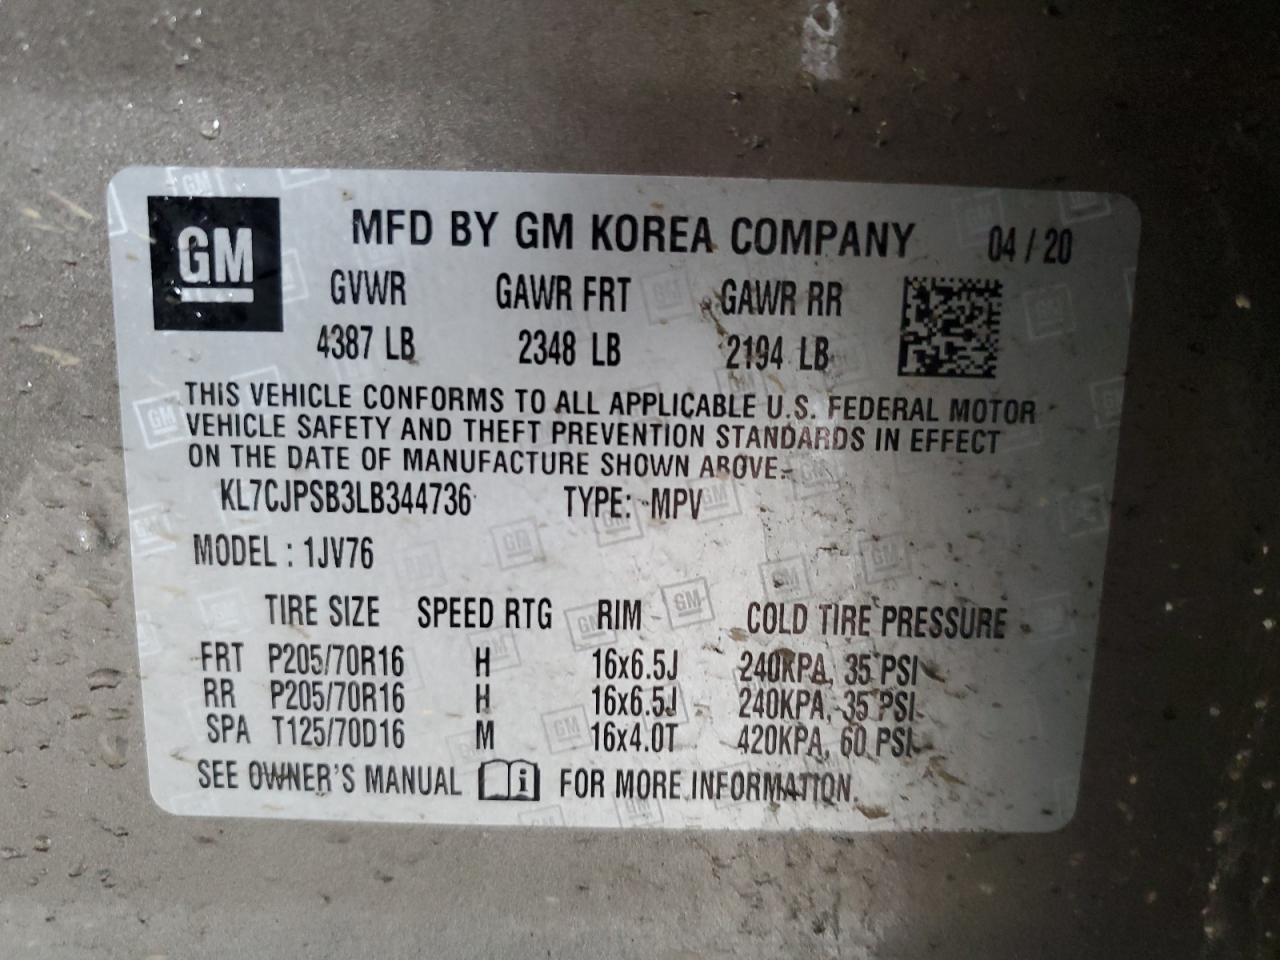 GM
MFD BY GM KOREA COMPANY 04 / 20
GVWR GAWR FRT GAWR RR
4387 LB 2348 LB 2194 LB
THIS VEHICLE CONFORMS TO ALL APPLICABLE U.S. FEDERAL MOTOR
VEHICLE SAFETY AND THEFT PREVENTION STANDARDS IN EFFECT
ON THE DATE OF MANUFACTURE SHOWN ABOVE.
KL7CJPSB3LB344736 TYPE: MPV
MODEL : 1JV76
TIRE SIZE SPEED RTG RIM COLD TIRE PRESSURE
FRT P205/70R16 H 16x6.5J 240KPA, 35 PSI
RR P205/70R16 H 16x6.5J 240KPA, 35 PSI
SPA T125/70D16 M 16x4.0T 420KPA, 60 PSI
SEE OWNER'S MANUAL i FOR MORE INFORMATION.